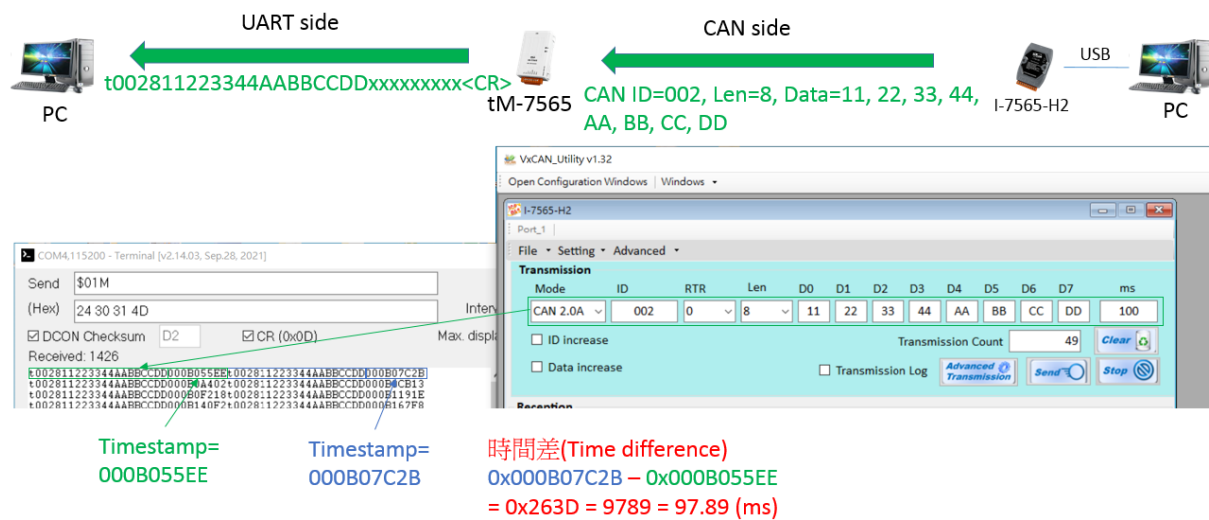 UART side
CAN side
USB
t002811223344AABBCCDDxxxxxxxxx<CR>
tM-7565
I-7565-H2
PC
PC
CAN ID=002, Len=8, Data=11, 22, 33, 44,
AA, BB, CC, DD
VxCAN_Utility v1.32
Open Configuration Windows | Windows
I-7565-H2
Port_1
File Setting Advanced
Transmission
Mode ID RTR Len D0 D1 D2 D3 D4 D5 D6 D7 ms
CAN 2.0A 002 0 8 11 22 33 44 AA BB CC DD 100
ID increase
Transmission Count 49 Clear
Data increase
Transmission Log Advanced Transmission Send Stop
Reception
COM4,115200 - Terminal [v2.14.03, Sep.28, 2021]
Send $01M
(Hex) 24 30 31 4D
Interv
DCON Checksum D2 CR (0x0D)
Max. displa
Received: 1426
t002811223344AABBCCDD000B055EEt002811223344AABBCCDD000B07C2B
t002811223344AABBCCDD000B0A402t002811223344AABBCCDD000B0CB13
t002811223344AABBCCDD000B0F218t002811223344AABBCCDD000B1191E
t002811223344AABBCCDD000B140F2t002811223344AABBCCDD000B167F8
Timestamp=
000B055EE
Timestamp=
000B07C2B
時間差(Time difference)
0x000B07C2B – 0x000B055EE
= 0x263D = 9789 = 97.89 (ms)